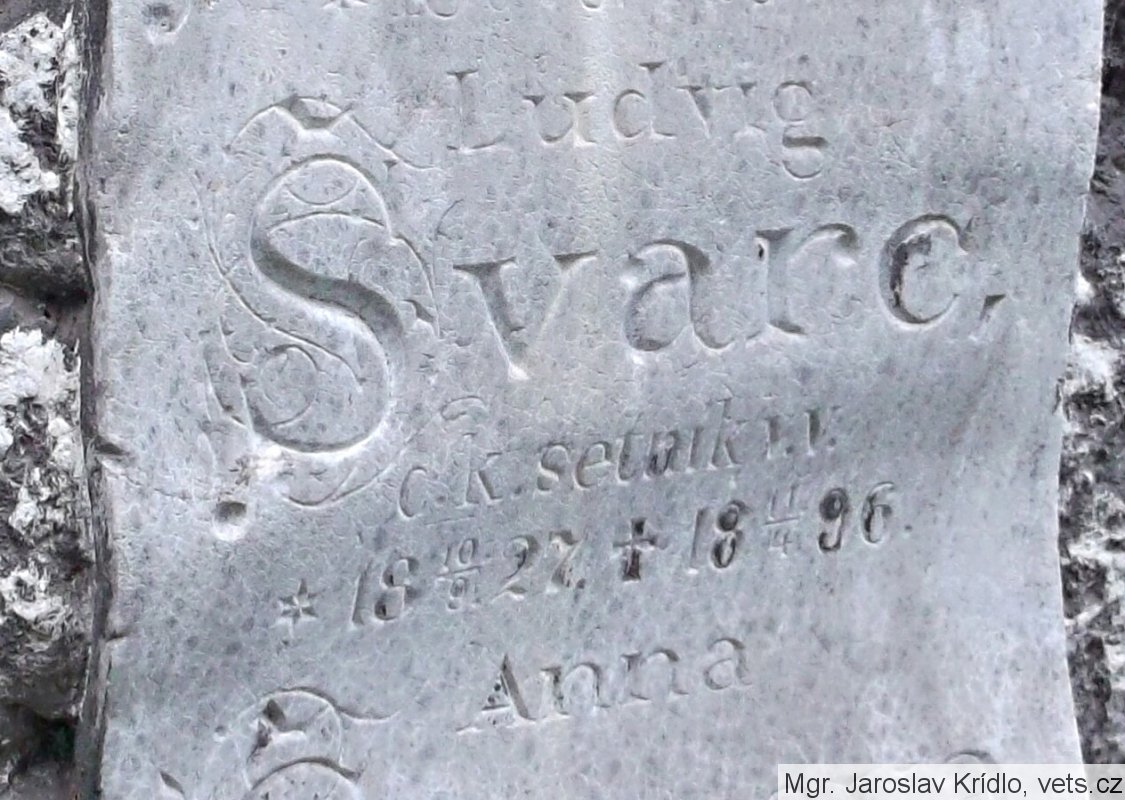 Ludvig
Švarc,
c.k. setník v.v.
* 18 10/9 27. ✝ 18 11/4 96.
Anna
Mgr. Jaroslav Krídlo, vets.cz